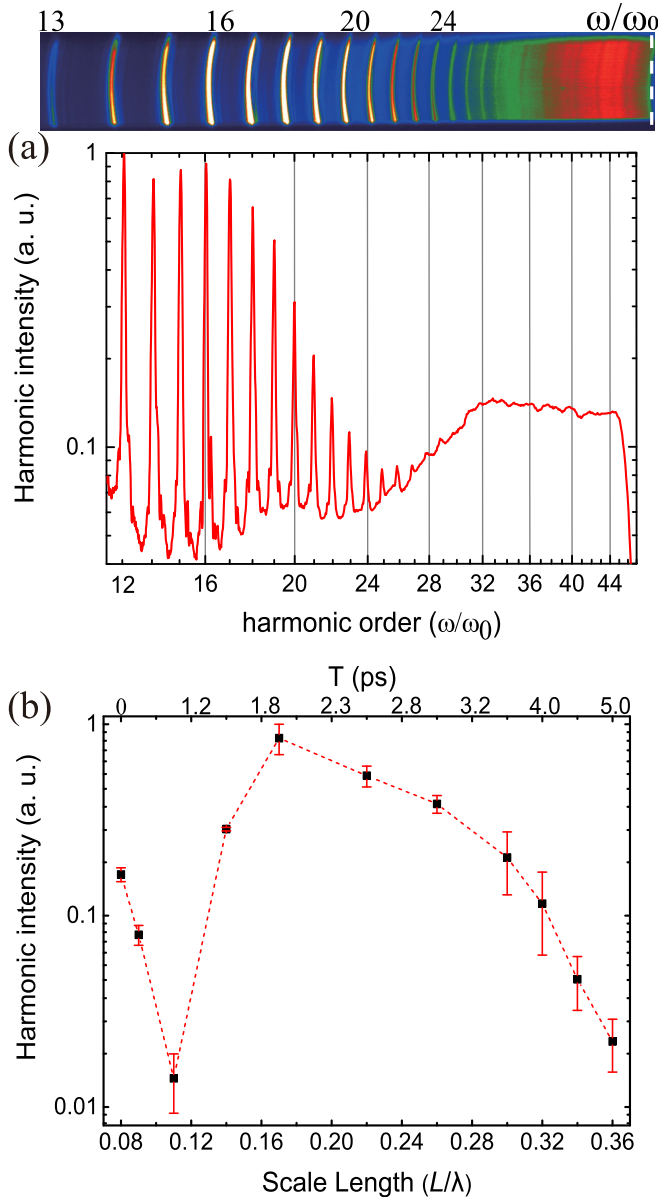 13 16 20 24 ω/ω₀
(a)
1
0.1
Harmonic intensity (a. u.)
12 16 20 24 28 32 36 40 44
harmonic order (ω/ω₀)
T (ps)
(b)
0 1.2 1.9 2.3 2.8 3.6 4.0 5.0
1
0.1
0.01
Harmonic intensity (a. u.)
0.08 0.12 0.16 0.20 0.24 0.28 0.32 0.36
Scale Length (L/λ)